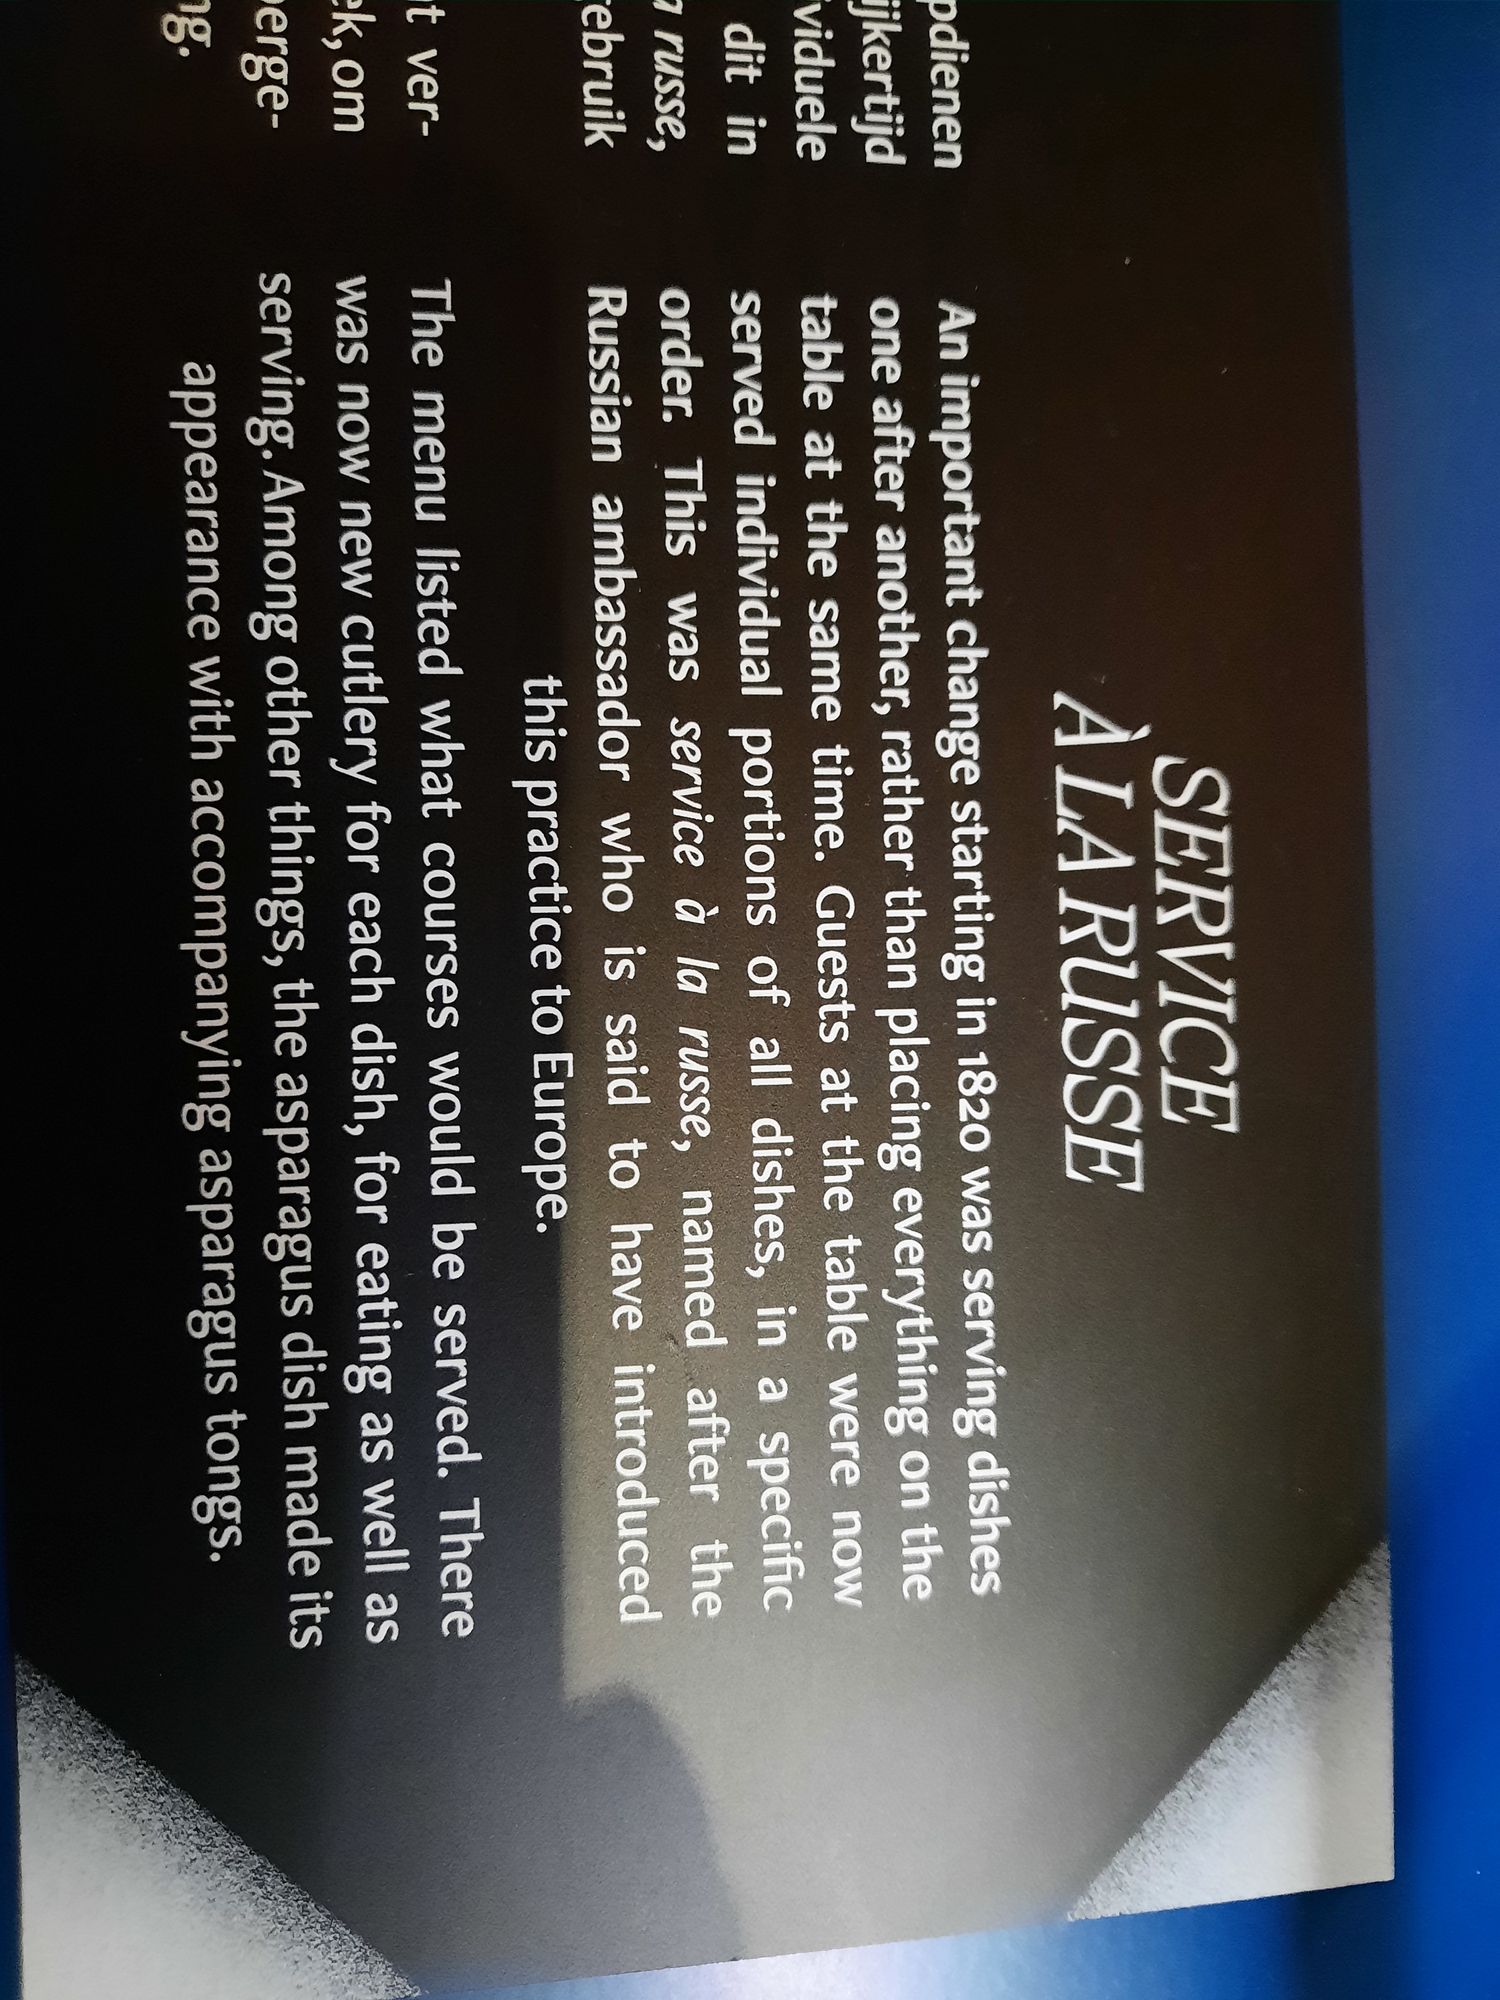 pdienen
ijkertijd
viduele
dit in
russe,
ebruik
t ver-
ek, om
erge-
ng.
SERVICE
À LA RUSSE
An important change starting in 1820 was serving dishes
one after another, rather than placing everything on the
table at the same time. Guests at the table were now
served individual portions of all dishes, in a specific
order. This was service à la russe, named after the
Russian ambassador who is said to have introduced
this practice to Europe.
The menu listed what courses would be served. There
was now new cutlery for each dish, for eating as well as
serving. Among other things, the asparagus dish made its
appearance with accompanying asparagus tongs.